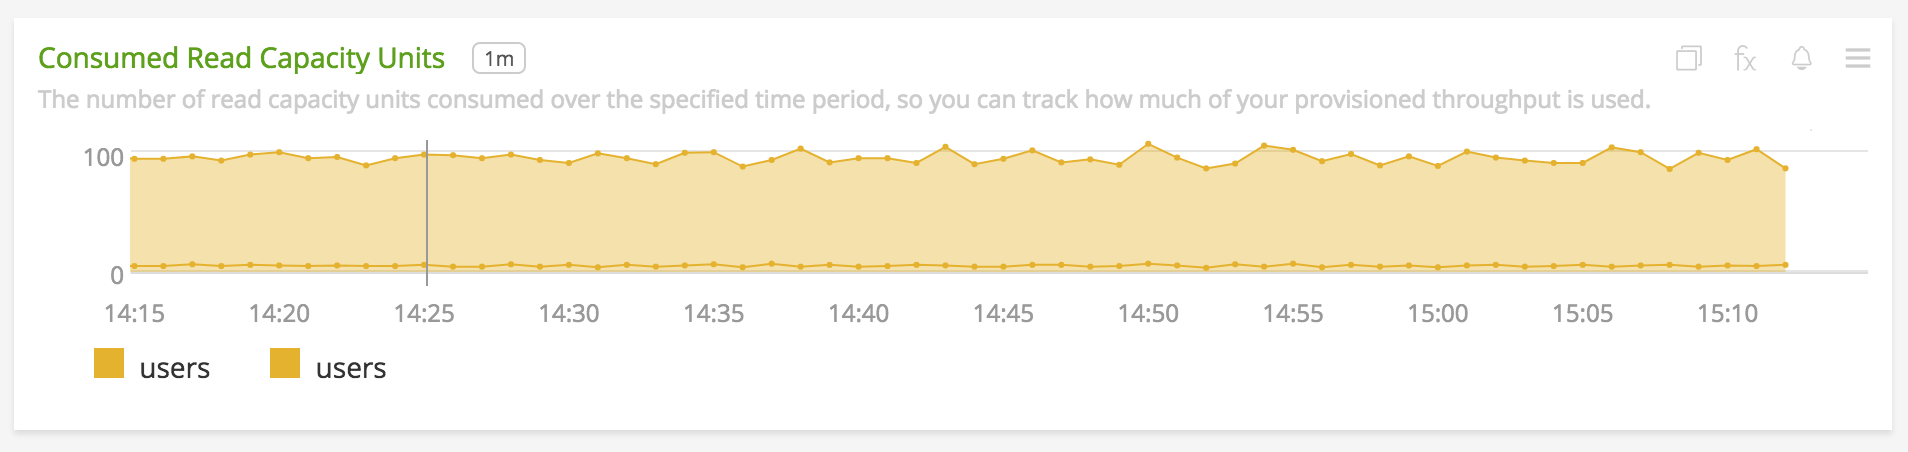 Consumed Read Capacity Units 1m fx
The number of read capacity units consumed over the specified time period, so you can track how much of your provisioned throughput is used.
100
0
14:15 14:20 14:25 14:30 14:35 14:40 14:45 14:50 14:55 15:00 15:05 15:10
users users